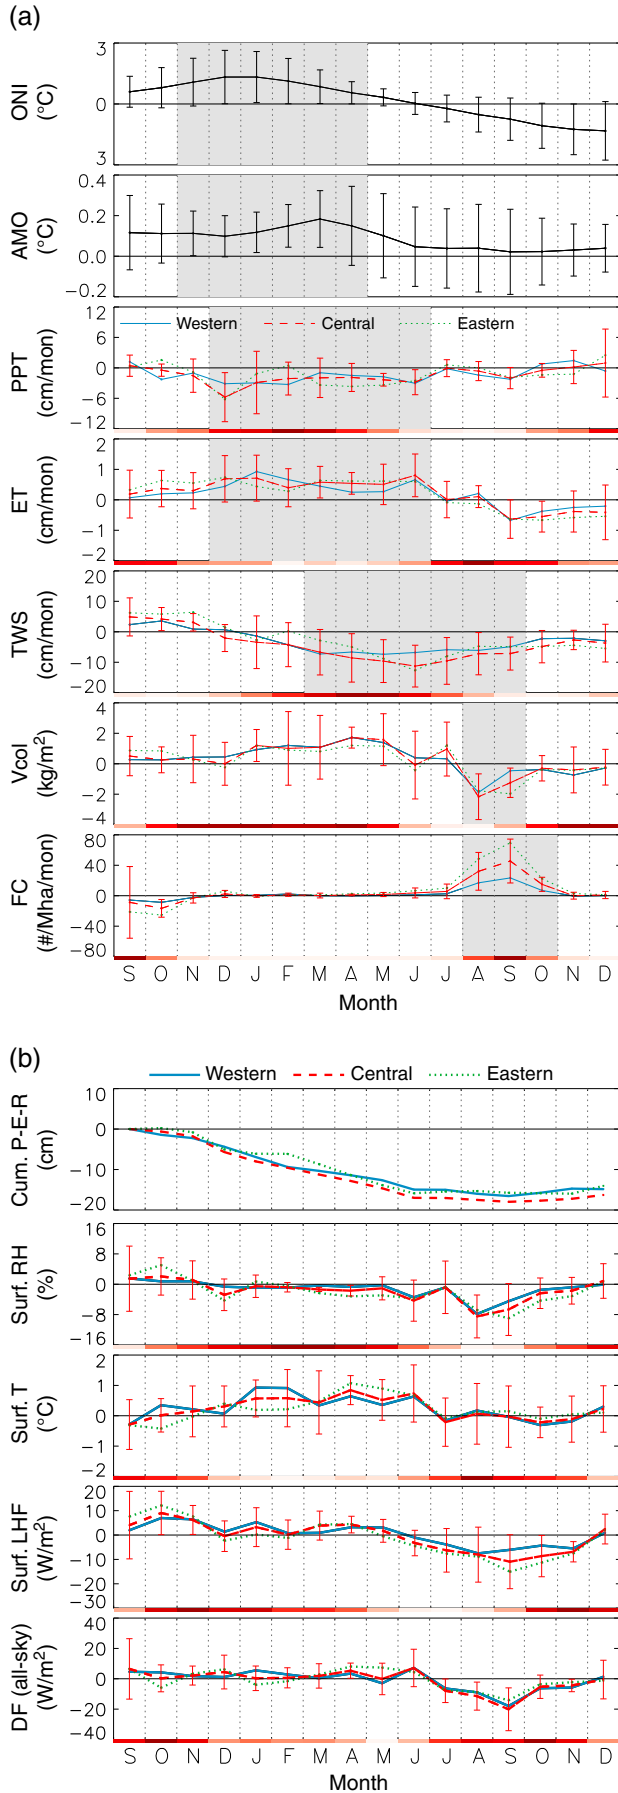 (a)
ONI
(°C)
3
0
3
AMO
(°C)
0.4
0.2
0.0
−0.2
PPT
(cm/mon)
12
6
0
−6
−12
Western
Central
Eastern
ET
(cm/mon)
2
1
0
−1
−2
TWS
(cm/mon)
20
10
0
−10
−20
Vcol
(kg/m²)
4
2
0
−2
−4
FC
(#/Mha/mon)
80
40
0
−40
−80
S O N D J F M A M J J A S O N D
Month
(b)
Western
Central
Eastern
Cum. P-E-R
(cm)
10
0
−10
−20
Surf. RH
(%)
16
8
0
−8
−16
Surf. T
(°C)
2
1
0
−1
−2
Surf. LHF
(W/m²)
20
10
0
−10
−20
−30
DF (all-sky)
(W/m²)
40
20
0
−20
−40
S O N D J F M A M J J A S O N D
Month